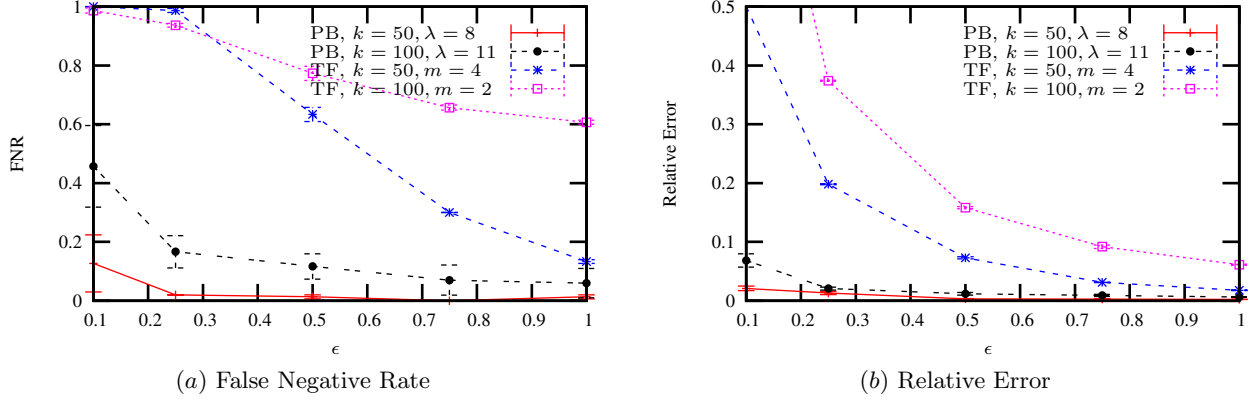 1
0.8
0.6
0.4
0.2
0
0.1 0.2 0.3 0.4 0.5 0.6 0.7 0.8 0.9 1
FNR
ϵ
PB, k = 50, λ = 8
PB, k = 100, λ = 11
TF, k = 50, m = 4
TF, k = 100, m = 2
(a) False Negative Rate
0.5
0.4
0.3
0.2
0.1
0
0.1 0.2 0.3 0.4 0.5 0.6 0.7 0.8 0.9 1
Relative Error
ϵ
PB, k = 50, λ = 8
PB, k = 100, λ = 11
TF, k = 50, m = 4
TF, k = 100, m = 2
(b) Relative Error